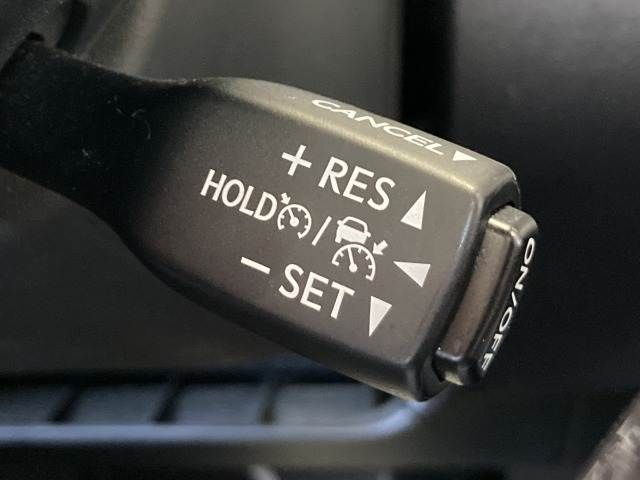 CANCEL
+ RES
HOLD /
- SET
ON/OFF